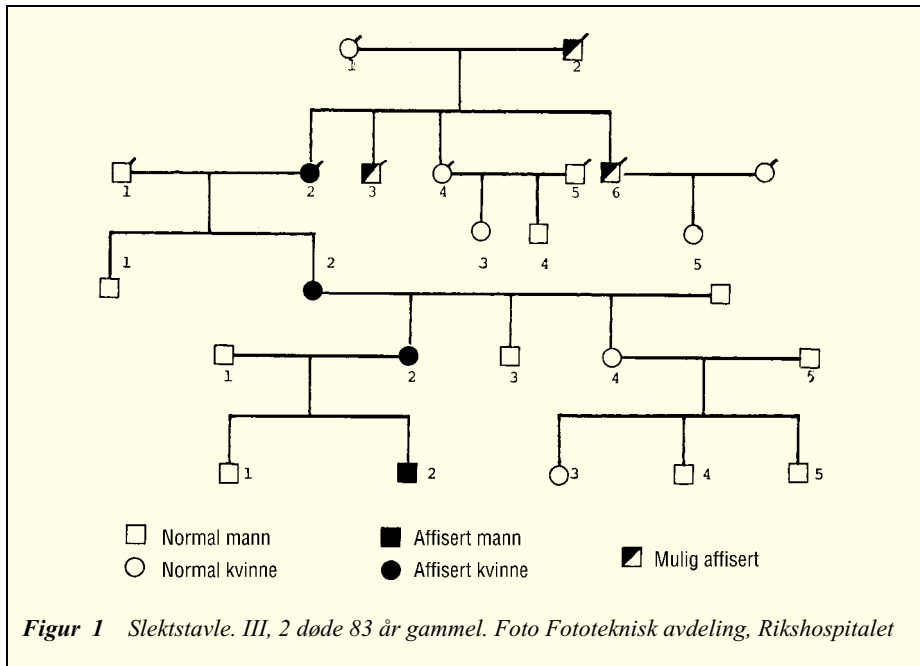 1 2
1 2 3 4 5 6
3 4 5
1 2
1 2 3 4 5
1 2 3 4 5
Normal mann Affisert mann Mulig affisert
Normal kvinne Affisert kvinne
Figur 1 Slektstavle. III, 2 døde 83 år gammel. Foto Fototeknisk avdeling, Rikshospitalet